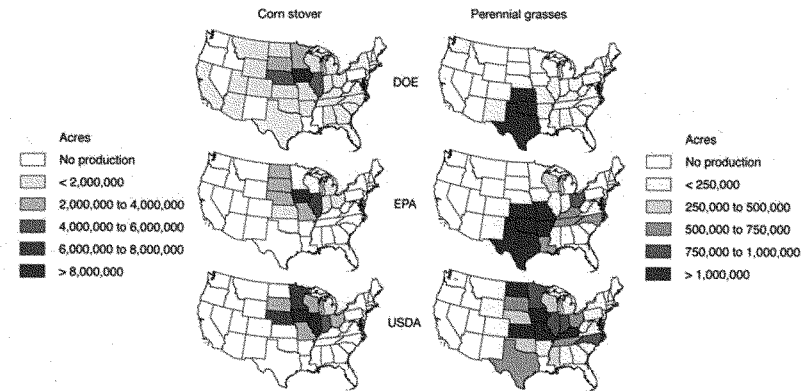 Corn stover
Perennial grasses
DOE
Acres
No production
< 2,000,000
2,000,000 to 4,000,000
4,000,000 to 6,000,000
6,000,000 to 8,000,000
> 8,000,000
EPA
Acres
No production
< 250,000
250,000 to 500,000
500,000 to 750,000
750,000 to 1,000,000
> 1,000,000
USDA